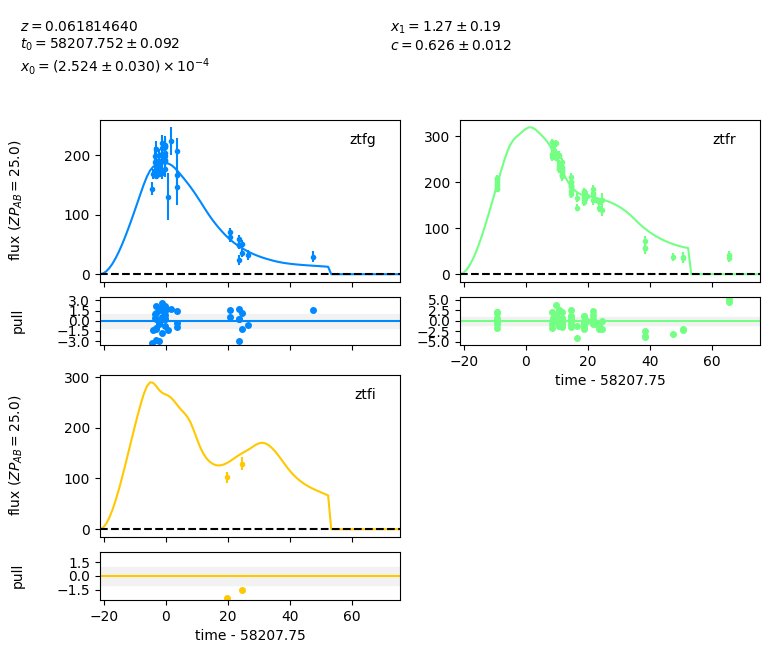 z = 0.061814640
t₀ = 58207.752 ± 0.092
x₀ = (2.524 ± 0.030) × 10⁻⁴
x₁ = 1.27 ± 0.19
c = 0.626 ± 0.012
flux (ZP_AB = 25.0)
200
100
0
ztfg
300
200
100
0
ztfr
pull
3.0
1.5
0.0
−1.5
−3.0
5.0
2.5
0.0
−2.5
−5.0
−20 0 20 40 60
time - 58207.75
flux (ZP_AB = 25.0)
300
200
100
0
ztfi
pull
1.5
0.0
−1.5
−20 0 20 40 60
time - 58207.75